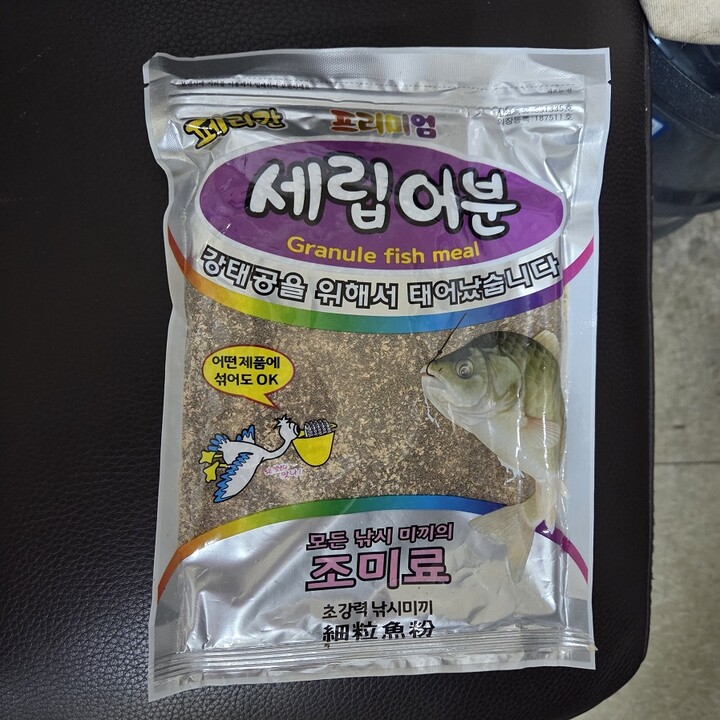 페리칸 프리미엄
세립어분
Granule fish meal
강태공을 위해서 태어났습니다
어떤 제품에
섞어도 OK
모든 낚시 미끼의
조미료
초강력 낚시미끼
細粒魚粉